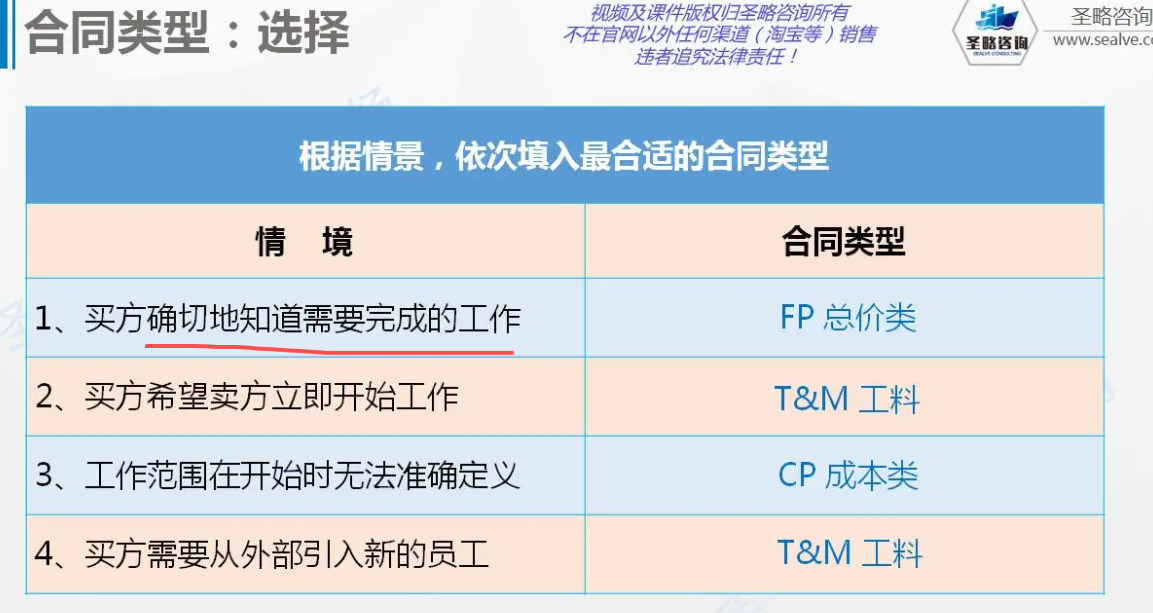 合同类型：选择
视频及课件版权归圣略咨询所有
不在官网以外任何渠道（淘宝等）销售
违者追究法律责任！
圣略咨询
SEALVE CONSULTING
圣略咨询
www.sealve.co
根据情景，依次填入最合适的合同类型
情 境
合同类型
1、买方确切地知道需要完成的工作
FP 总价类
2、买方希望卖方立即开始工作
T&M 工料
3、工作范围在开始时无法准确定义
CP 成本类
4、买方需要从外部引入新的员工
T&M 工料